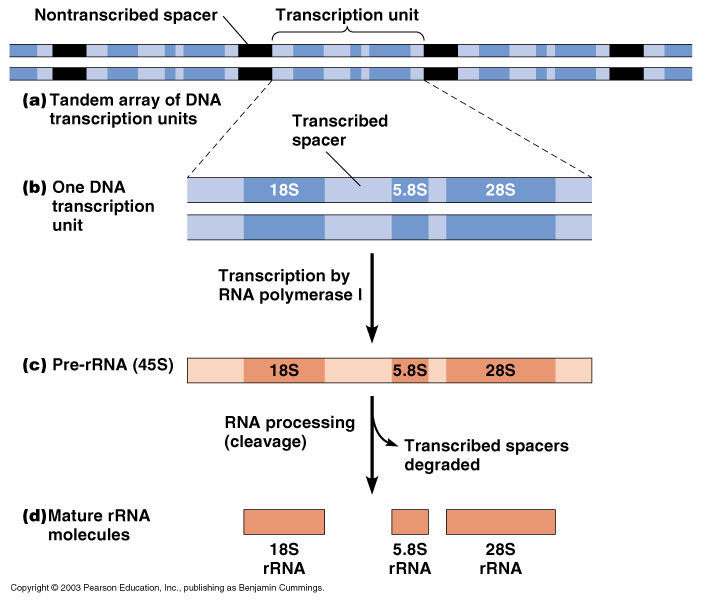 Nontranscribed spacer
Transcription unit
(a) Tandem array of DNA
transcription units
Transcribed
spacer
(b) One DNA
transcription
unit
18S
5.8S
28S
Transcription by
RNA polymerase I
(c) Pre-rRNA (45S)
18S
5.8S
28S
RNA processing
(cleavage)
Transcribed spacers
degraded
(d) Mature rRNA
molecules
18S
rRNA
5.8S
rRNA
28S
rRNA
Copyright © 2003 Pearson Education, Inc., publishing as Benjamin Cummings.